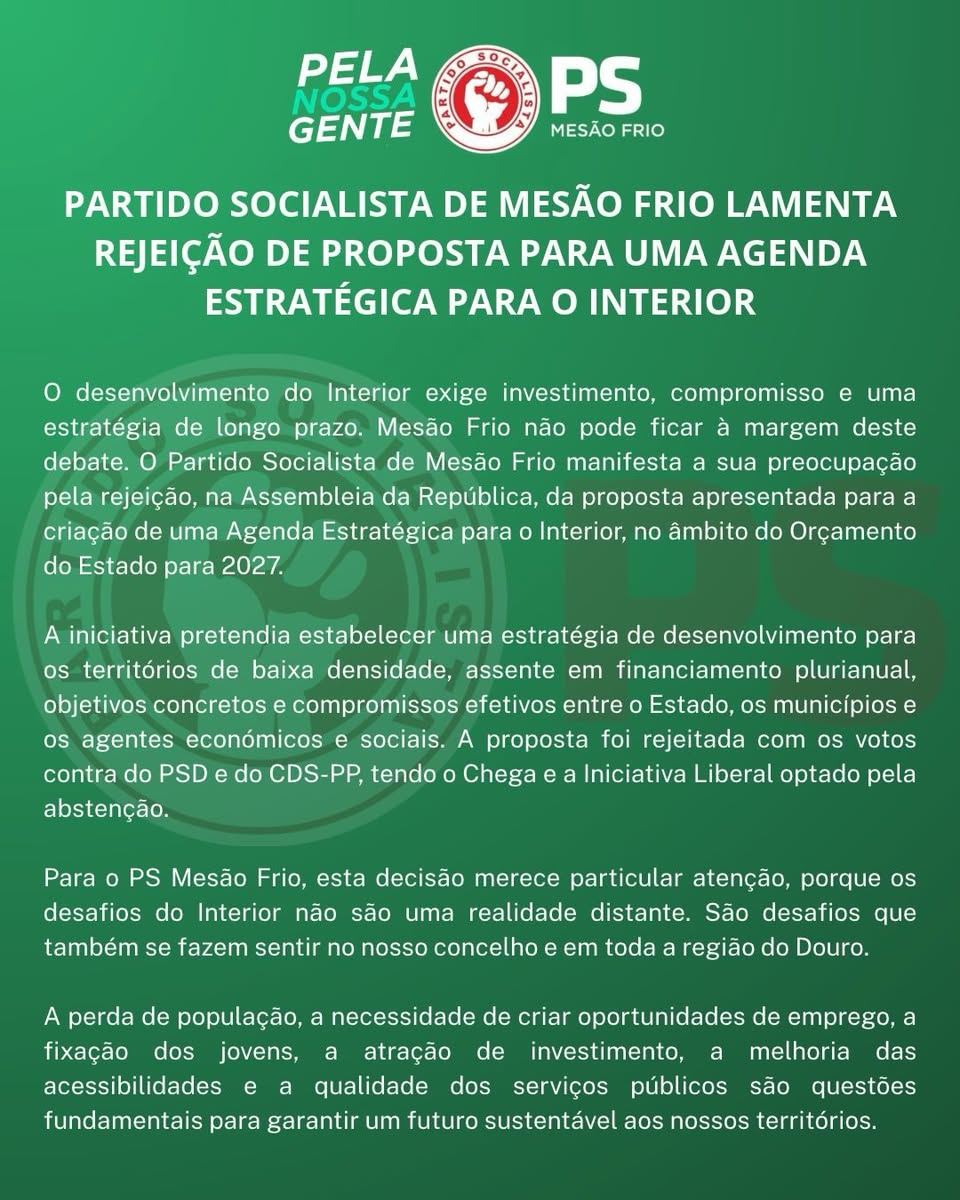 PELA
NOSSA
GENTE
PARTIDO SOCIALISTA
PS
MESÃO FRIO
PARTIDO SOCIALISTA DE MESÃO FRIO LAMENTA
REJEIÇÃO DE PROPOSTA PARA UMA AGENDA
ESTRATÉGICA PARA O INTERIOR
O desenvolvimento do Interior exige investimento, compromisso e uma
estratégia de longo prazo. Mesão Frio não pode ficar à margem deste
debate. O Partido Socialista de Mesão Frio manifesta a sua preocupação
pela rejeição, na Assembleia da República, da proposta apresentada para a
criação de uma Agenda Estratégica para o Interior, no âmbito do Orçamento
do Estado para 2027.
A iniciativa pretendia estabelecer uma estratégia de desenvolvimento para
os territórios de baixa densidade, assente em financiamento plurianual,
objetivos concretos e compromissos efetivos entre o Estado, os municípios e
os agentes económicos e sociais. A proposta foi rejeitada com os votos
contra do PSD e do CDS-PP, tendo o Chega e a Iniciativa Liberal optado pela
abstenção.
Para o PS Mesão Frio, esta decisão merece particular atenção, porque os
desafios do Interior não são uma realidade distante. São desafios que
também se fazem sentir no nosso concelho e em toda a região do Douro.
A perda de população, a necessidade de criar oportunidades de emprego, a
fixação dos jovens, a atração de investimento, a melhoria das
acessibilidades e a qualidade dos serviços públicos são questões
fundamentais para garantir um futuro sustentável aos nossos territórios.
PARTIDO SOCIALISTA
PS